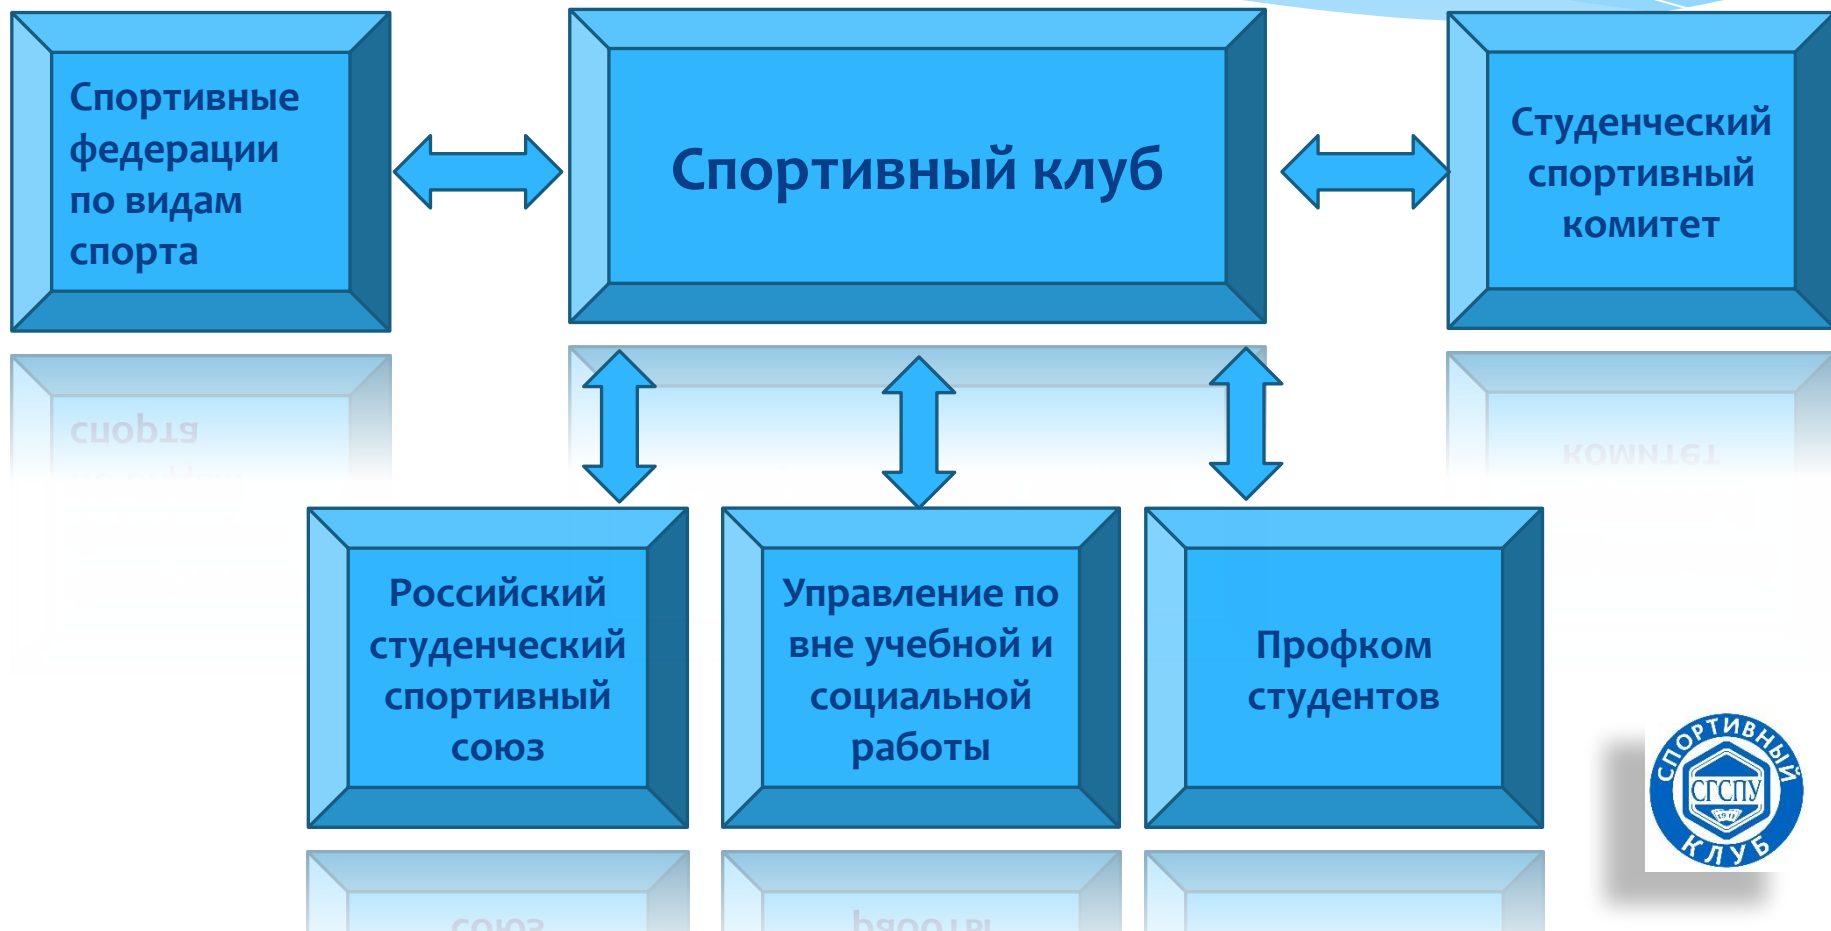 Спортивные
федерации
по видам
спорта
Спортивный клуб
Студенческий
спортивный
комитет
Российский
студенческий
спортивный
союз
Управление по
вне учебной и
социальной
работы
Профком
студентов
СПОРТИВНЫЙ
СГСПУ
КЛУБ